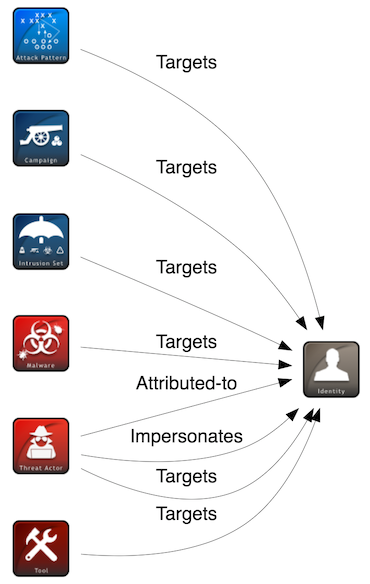 Attack Pattern
Targets
Campaign
Targets
Intrusion Set
Targets
Malware
Targets
Identity
Attributed-to
Threat Actor
Impersonates
Targets
Tool
Targets